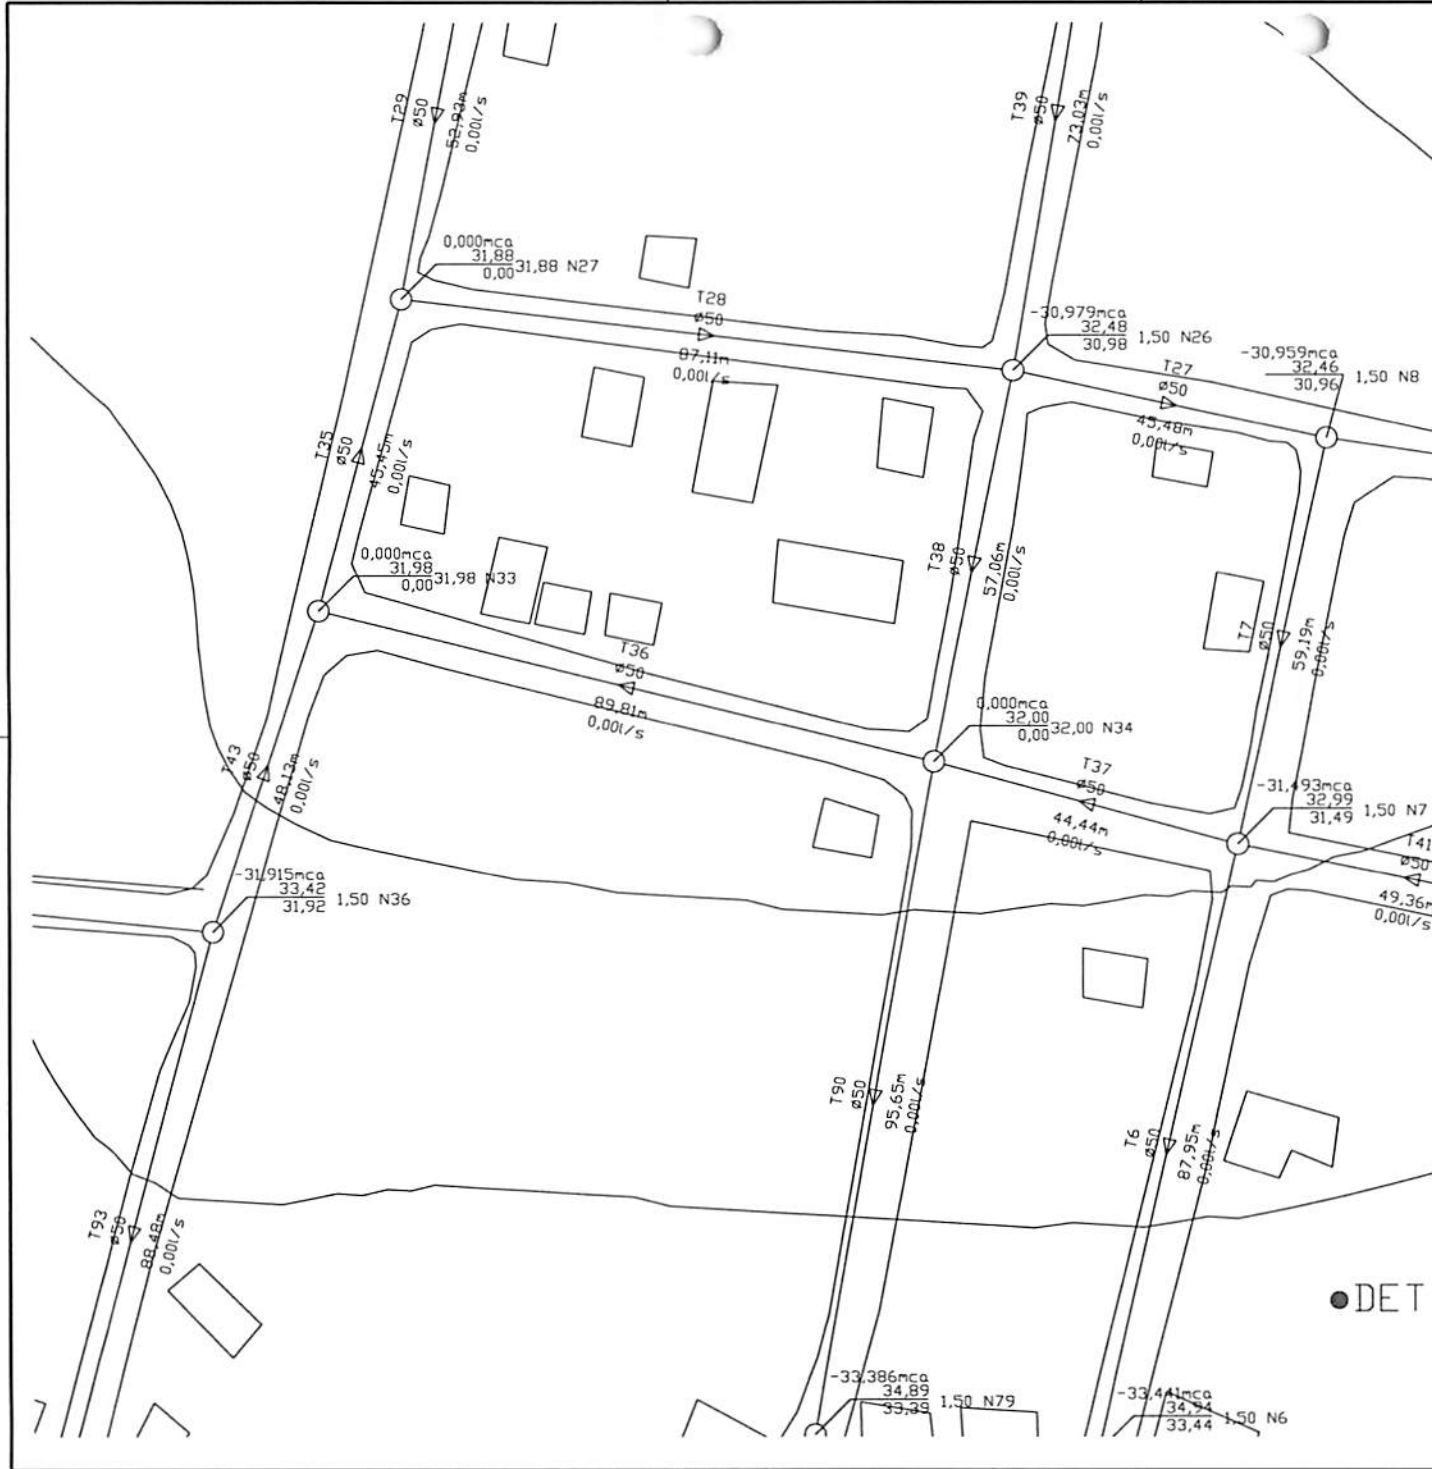 T29
ø50
52,93m
0,00l/s
T39
ø50
73,03m
0,00l/s
0,000mca
31,88
0,00 31,88 N27
T28
ø50
87,11m
0,00l/s
-30,979mca
32,48
30,98 1,50 N26
T27
ø50
45,48m
0,00l/s
-30,959mca
32,46
30,96 1,50 N8
T35
ø50
45,45m
0,00l/s
0,000mca
31,98
0,00 31,98 N33
T38
ø50
57,06m
0,00l/s
T7
ø50
59,19m
0,00l/s
T36
ø50
89,81m
0,00l/s
0,000mca
32,00
0,00 32,00 N34
T37
ø50
44,44m
0,00l/s
-31,493mca
32,99
31,49 1,50 N7
T41
ø50
49,36m
0,00l/s
T43
ø50
48,13m
0,00l/s
-31,915mca
33,42
31,92 1,50 N36
T90
ø50
95,65m
0,00l/s
T6
ø50
87,95m
0,00l/s
T93
ø50
88,48m
0,00l/s
DET
-33,386mca
34,89
33,39 1,50 N79
-33,441mca
34,94
33,44 1,50 N6